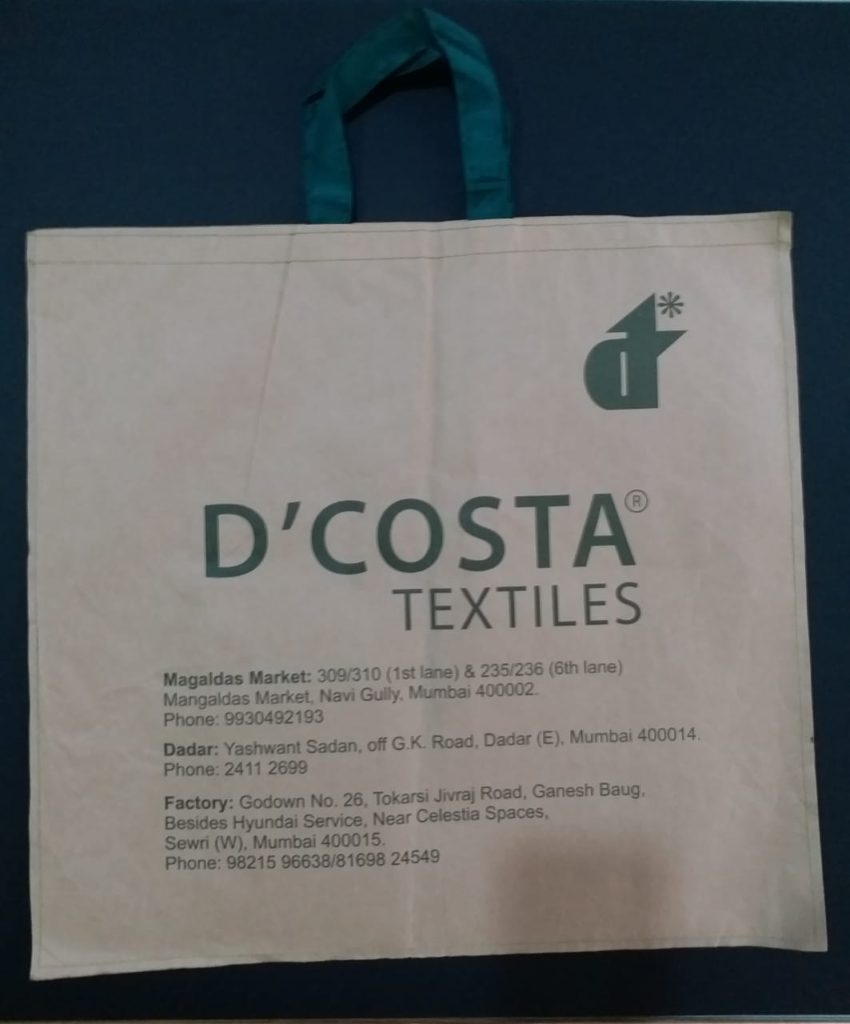 d*
D'COSTA®
TEXTILES
Magaldas Market: 309/310 (1st lane) & 235/236 (6th lane)
Mangaldas Market, Navi Gully. Mumbai 400002.
Phone: 9930492193
Dadar: Yashwant Sadan, off G.K. Road, Dadar (E), Mumbai 400014.
Phone: 2411 2699
Factory: Godown No. 26, Tokarsi Jivraj Road, Ganesh Baug,
Besides Hyundai Service, Near Celestia Spaces,
Sewri (W), Mumbai 400015.
Phone: 98215 96638/81698 24549